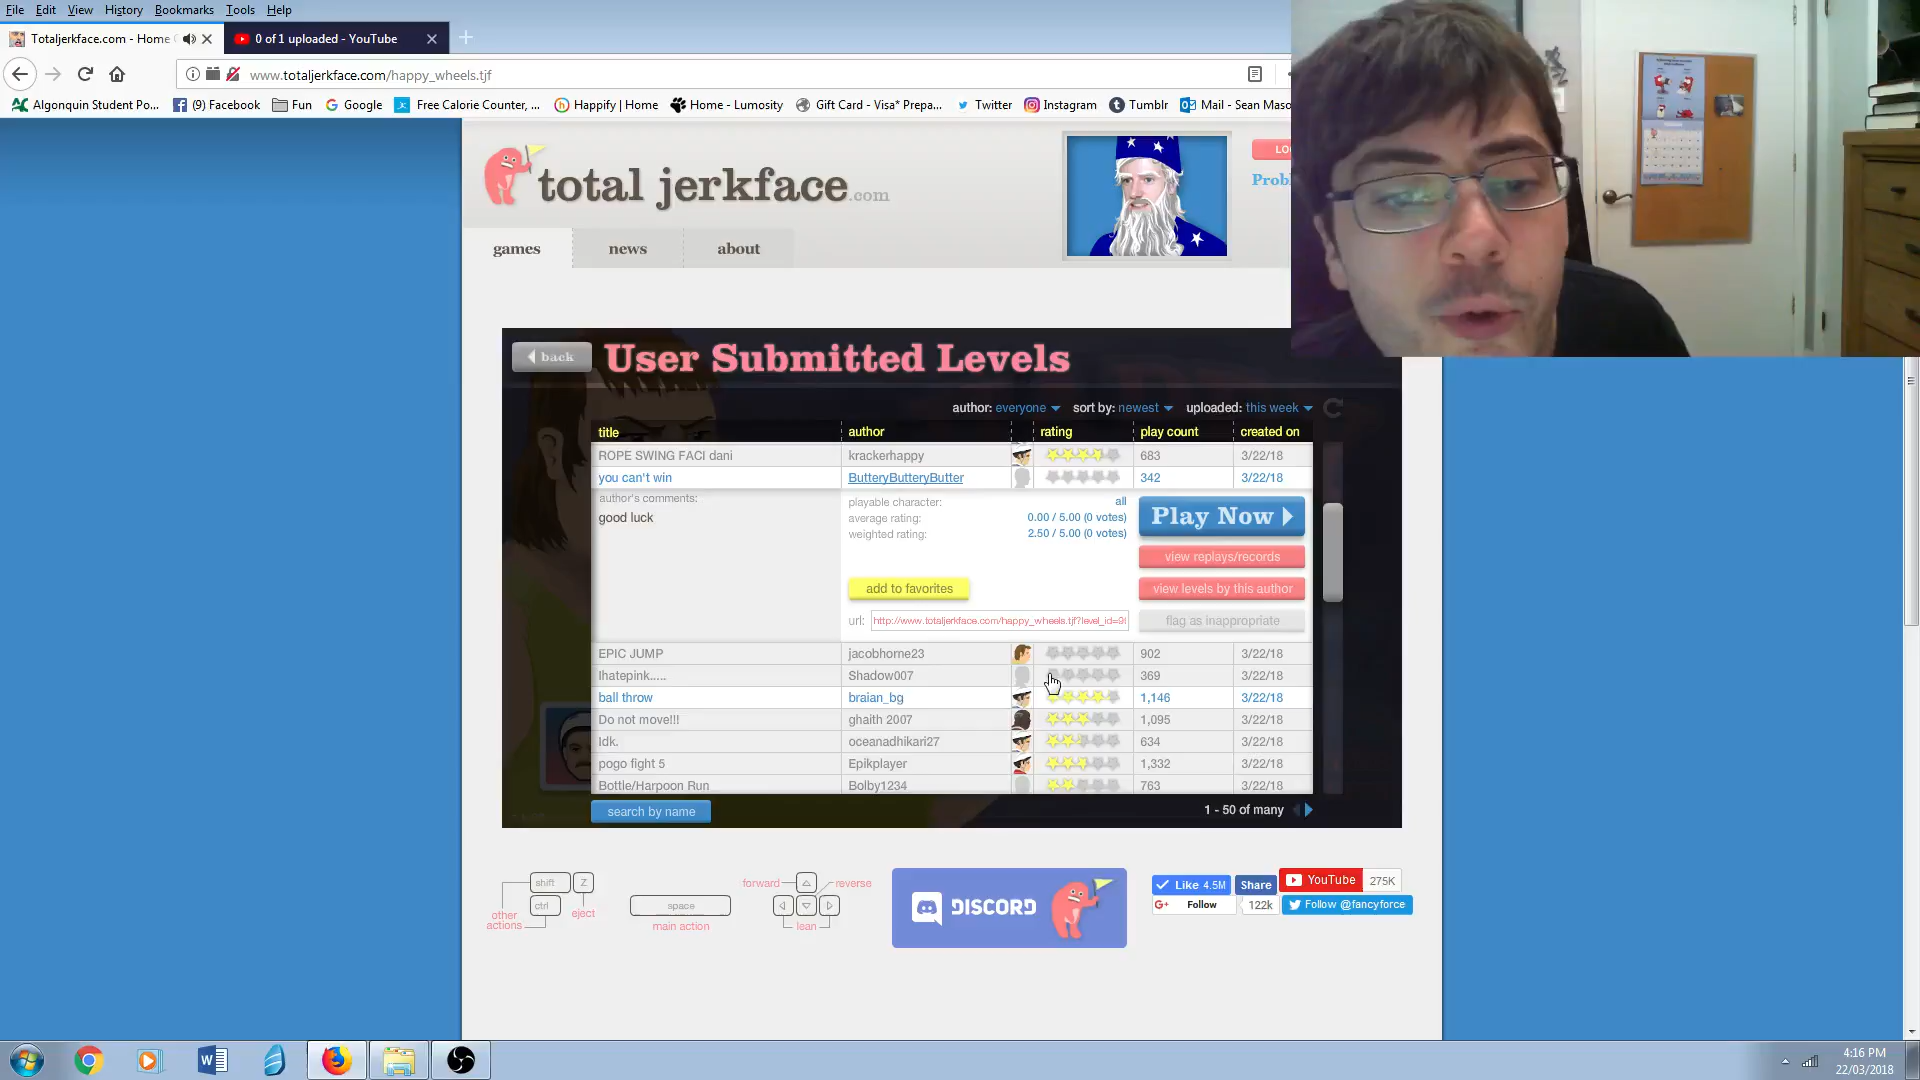 File Edit View History Bookmarks Tools Help
Totaljerkface.com - Home
0 of 1 uploaded - YouTube
www.totaljerkface.com/happy_wheels.tjf
Algonquin Student Po... (9) Facebook Fun Google Free Calorie Counter, ... Happify | Home Home - Lumosity Gift Card - Visa* Prepa... Twitter Instagram Tumblr Mail - Sean Maso
total jerkface.com
LO
Probl
games news about
back
User Submitted Levels
author: everyone sort by: newest uploaded: this week
title author rating play count created on
ROPE SWING FACI dani krackerhappy 683 3/22/18
you can't win ButteryButteryButter 342 3/22/18
author's comments:
good luck
playable character: all
average rating: 0.00 / 5.00 (0 votes)
weighted rating: 2.50 / 5.00 (0 votes)
add to favorites
url: http://www.totaljerkface.com/happy_wheels.tjf?level_id=9
Play Now
view replays/records
view levels by this author
flag as inappropriate
EPIC JUMP jacobhorne23 902 3/22/18
Ihatepink..... Shadow007 369 3/22/18
ball throw braian_bg 1,146 3/22/18
Do not move!!! ghaith 2007 1,095 3/22/18
Idk. oceanadhikari27 634 3/22/18
pogo fight 5 Epikplayer 1,332 3/22/18
Bottle/Harpoon Run Bolby1234 763 3/22/18
search by name
1 - 50 of many
shift Z
ctrl
other actions
eject
space
main action
forward reverse
lean
DISCORD
Like 4.5M Share YouTube 275K
G+ Follow 122k Follow @fancyforce
4:16 PM
22/03/2018